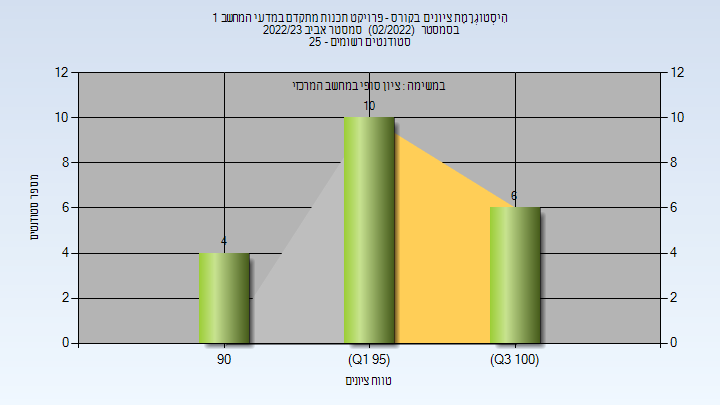 היסטוגרמת ציונים בקורס - פרויקט תכנות מתקדם במדעי המחשב 1
בסמסטר (02/2022) סמסטר אביב 2022/23
סטודנטים רשומים - 25
במשימה : ציון סופי במחשב המרכזי
מספר סטודנטים
12 12
10 10 10
8 8
6 6 6
4 4 4
2 2
0 0
90 (Q1 95) (Q3 100)
טווח ציונים